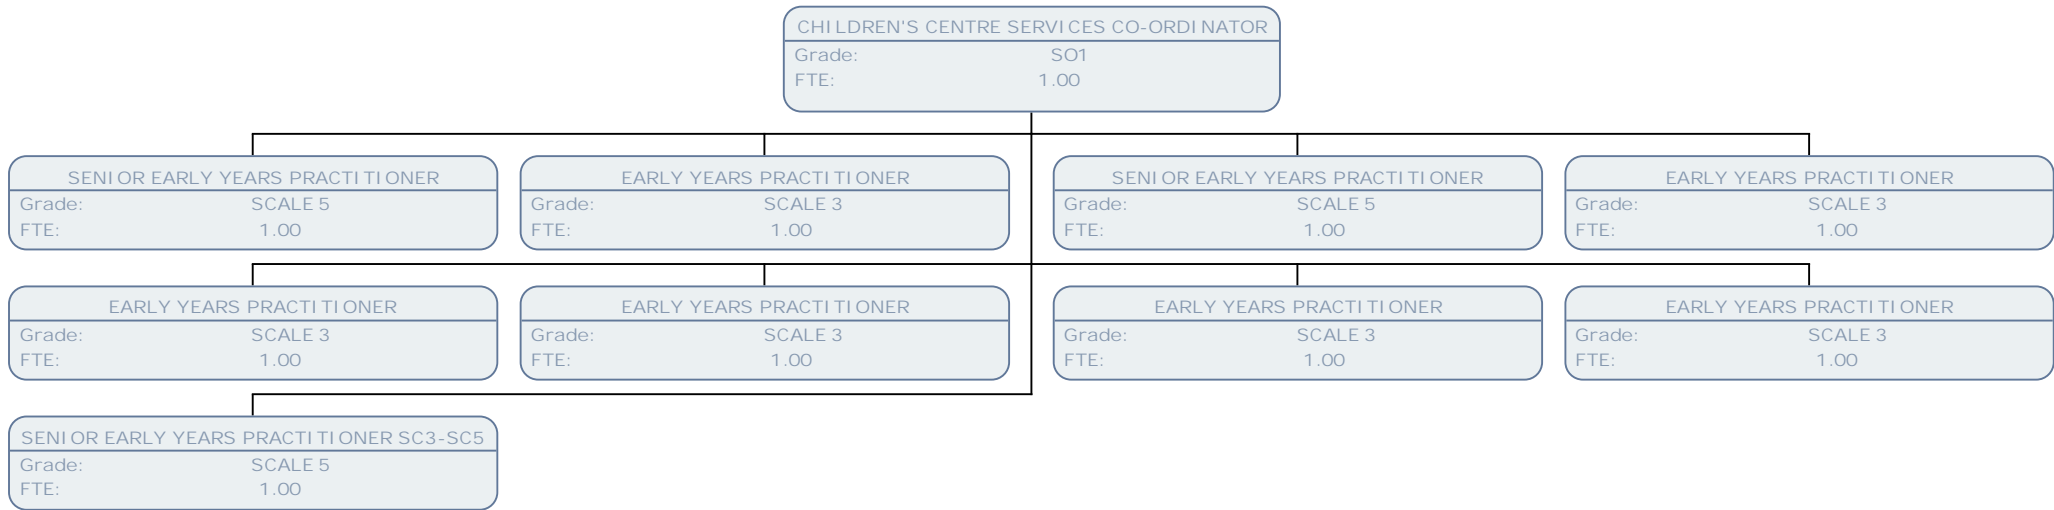 CHILDREN'S CENTRE SERVICES CO-ORDINATOR
Grade: SO1
FTE: 1.00
SENIOR EARLY YEARS PRACTITIONER
Grade: SCALE 5
FTE: 1.00
EARLY YEARS PRACTITIONER
Grade: SCALE 3
FTE: 1.00
SENIOR EARLY YEARS PRACTITIONER
Grade: SCALE 5
FTE: 1.00
EARLY YEARS PRACTITIONER
Grade: SCALE 3
FTE: 1.00
EARLY YEARS PRACTITIONER
Grade: SCALE 3
FTE: 1.00
EARLY YEARS PRACTITIONER
Grade: SCALE 3
FTE: 1.00
EARLY YEARS PRACTITIONER
Grade: SCALE 3
FTE: 1.00
EARLY YEARS PRACTITIONER
Grade: SCALE 3
FTE: 1.00
SENIOR EARLY YEARS PRACTITIONER SC3-SC5
Grade: SCALE 5
FTE: 1.00